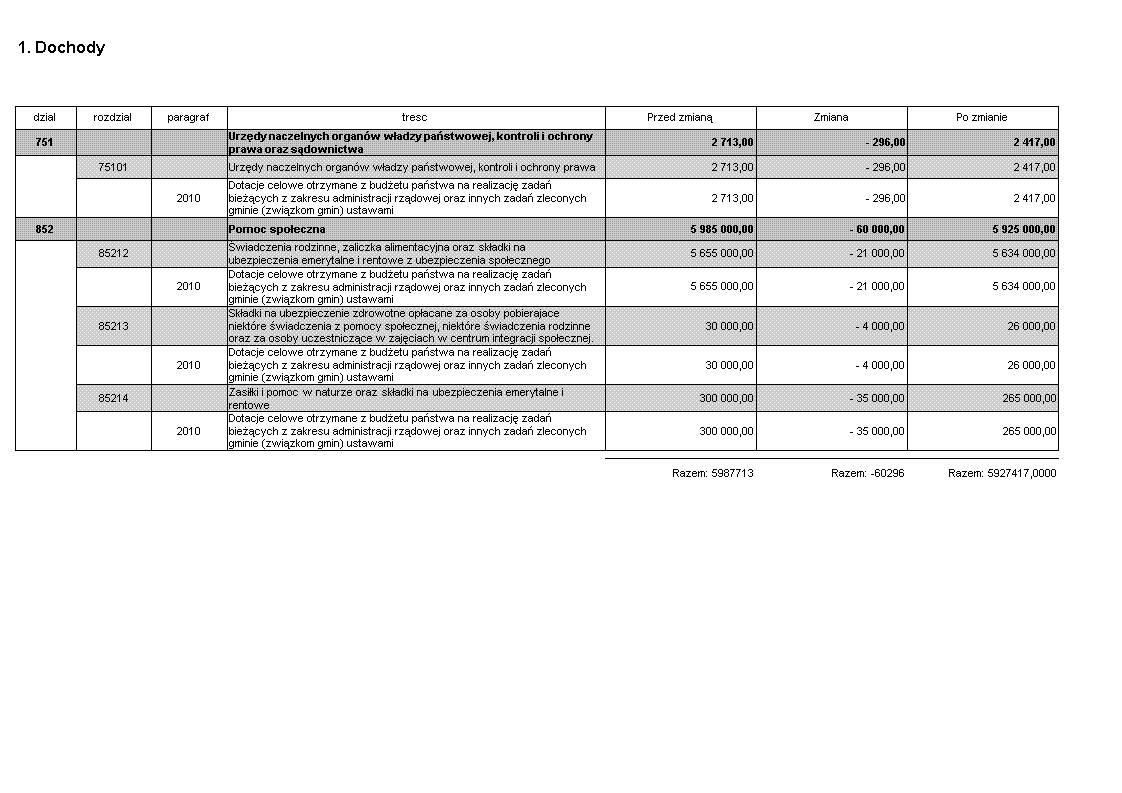 1. Dochody
dzial rozdzial paragraf tresc Przed zmianą Zmiana Po zmianie
751 Urzędy naczelnych organów władzy państwowej, kontroli i ochrony
prawa oraz sądownictwa 2 713,00 - 296,00 2 417,00
75101 Urzędy naczelnych organów władzy państwowej, kontroli i ochrony prawa 2 713,00 - 296,00 2 417,00
Dotacje celowe otrzymane z budżetu państwa na realizację zadań
2010 bieżących z zakresu administracji rządowej oraz innych zadań zleconych 2 713,00 - 296,00 2 417,00
gminie (związkom gmin) ustawami
852 Pomoc społeczna 5 985 000,00 - 60 000,00 5 925 000,00
85212 Świadczenia rodzinne, zaliczka alimentacyjna oraz składki na 5 655 000,00 - 21 000,00 5 634 000,00
ubezpieczenia emerytalne i rentowe z ubezpieczenia społecznego
Dotacje celowe otrzymane z budżetu państwa na realizację zadań
2010 bieżących z zakresu administracji rządowej oraz innych zadań zleconych 5 655 000,00 - 21 000,00 5 634 000,00
gminie (związkom gmin) ustawami
Składki na ubezpieczenie zdrowotne opłacane za osoby pobierajace
85213 niektóre świadczenia z pomocy społecznej, niektóre świadczenia rodzinne 30 000,00 - 4 000,00 26 000,00
oraz za osoby uczestniczące w zajęciach w centrum integracji społecznej.
Dotacje celowe otrzymane z budżetu państwa na realizację zadań
2010 bieżących z zakresu administracji rządowej oraz innych zadań zleconych 30 000,00 - 4 000,00 26 000,00
gminie (związkom gmin) ustawami
85214 Zasiłki i pomoc w naturze oraz składki na ubezpieczenia emerytalne i 300 000,00 - 35 000,00 265 000,00
rentowe
Dotacje celowe otrzymane z budżetu państwa na realizację zadań
2010 bieżących z zakresu administracji rządowej oraz innych zadań zleconych 300 000,00 - 35 000,00 265 000,00
gminie (związkom gmin) ustawami
Razem: 5987713 Razem: -60296 Razem: 5927417,0000